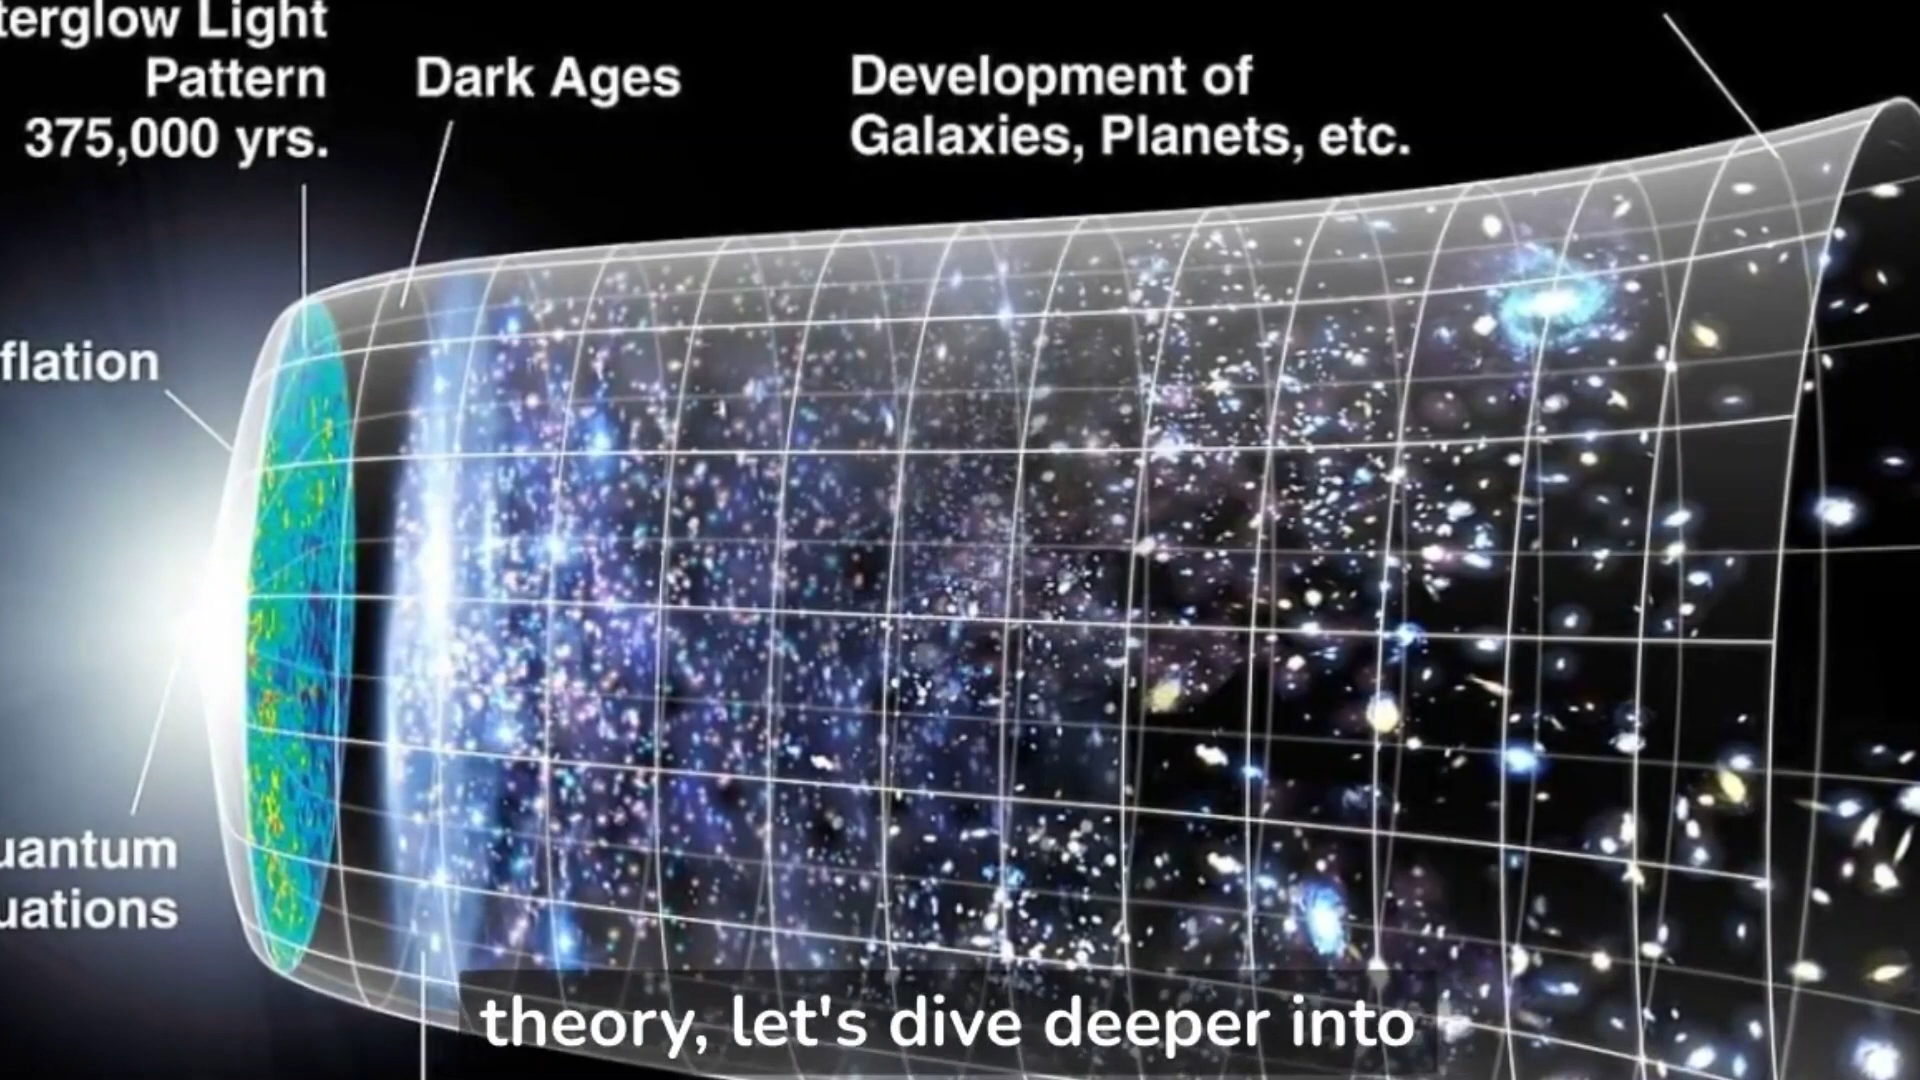 terglow Light
Pattern
375,000 yrs.
Dark Ages
Development of
Galaxies, Planets, etc.
flation
uantum
uations
theory, let's dive deeper into